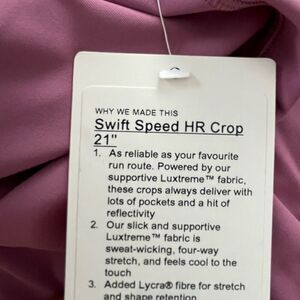 WHY WE MADE THIS
Swift Speed HR Crop
21"
1. As reliable as your favourite
run route. Powered by our
supportive Luxtreme™ fabric,
these crops always deliver with
lots of pockets and a hit of
reflectivity
2. Our slick and supportive
Luxtreme™ fabric is
sweat-wicking, four-way
stretch, and feels cool to the
touch
3. Added Lycra® fibre for stretch
and shape retention